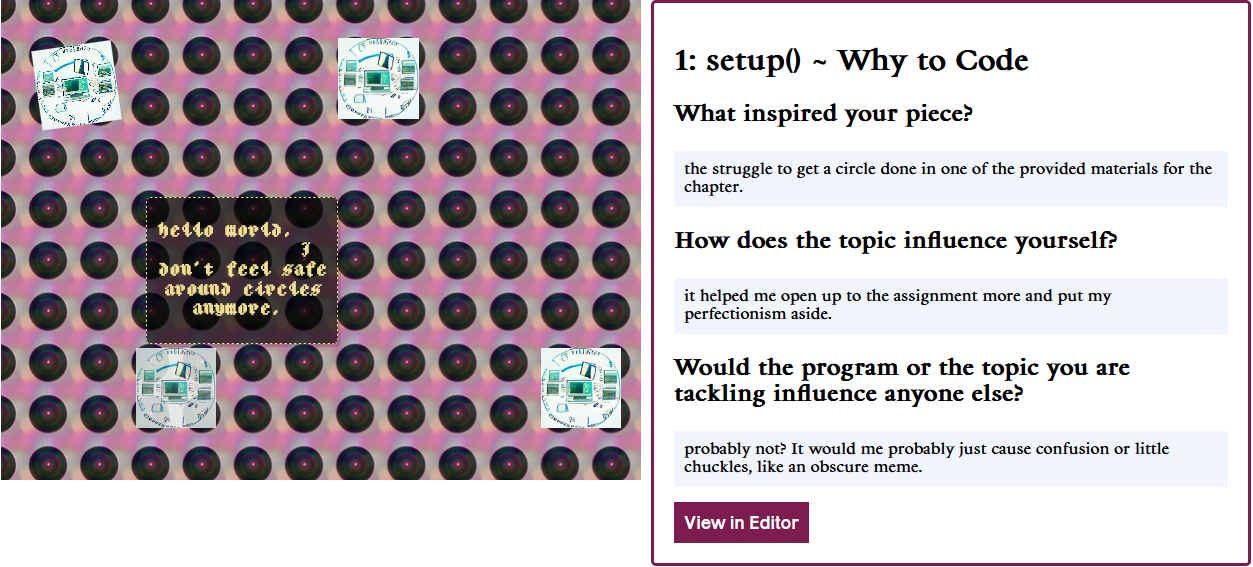 hello world.
I
don't feel safe
around circles
anymore.
1: setup() ~ Why to Code
What inspired your piece?
the struggle to get a circle done in one of the provided materials for the
chapter.
How does the topic influence yourself?
it helped me open up to the assignment more and put my
perfectionism aside.
Would the program or the topic you are
tackling influence anyone else?
probably not? It would me probably just cause confusion or little
chuckles, like an obscure meme.
View in Editor